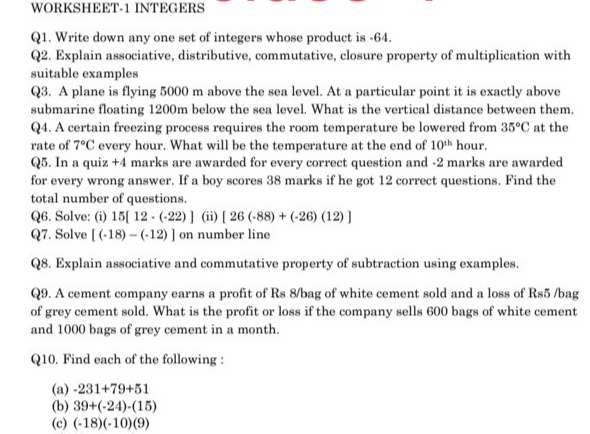 WORKSHEET-1 INTEGERS
Q1. Write down any one set of integers whose product is -64.
Q2. Explain associative, distributive, commutative, closure property of multiplication with
suitable examples
Q3. A plane is flying 5000 m above the sea level. At a particular point it is exactly above
submarine floating 1200m below the sea level. What is the vertical distance between them.
Q4. A certain freezing process requires the room temperature be lowered from 35°C at the
rate of 7°C every hour. What will be the temperature at the end of 10th hour.
Q5. In a quiz +4 marks are awarded for every correct question and -2 marks are awarded
for every wrong answer. If a boy scores 38 marks if he got 12 correct questions. Find the
total number of questions.
Q6. Solve: (i) 15[ 12 - (-22) ] (ii) [ 26 (-88) + (-26) (12) ]
Q7. Solve [ (-18) – (-12) ] on number line
Q8. Explain associative and commutative property of subtraction using examples.
Q9. A cement company earns a profit of Rs 8/bag of white cement sold and a loss of Rs5 /bag
of grey cement sold. What is the profit or loss if the company sells 600 bags of white cement
and 1000 bags of grey cement in a month.
Q10. Find each of the following :
(a) -231+79+51
(b) 39+(-24)-(15)
(c) (-18)(-10)(9)